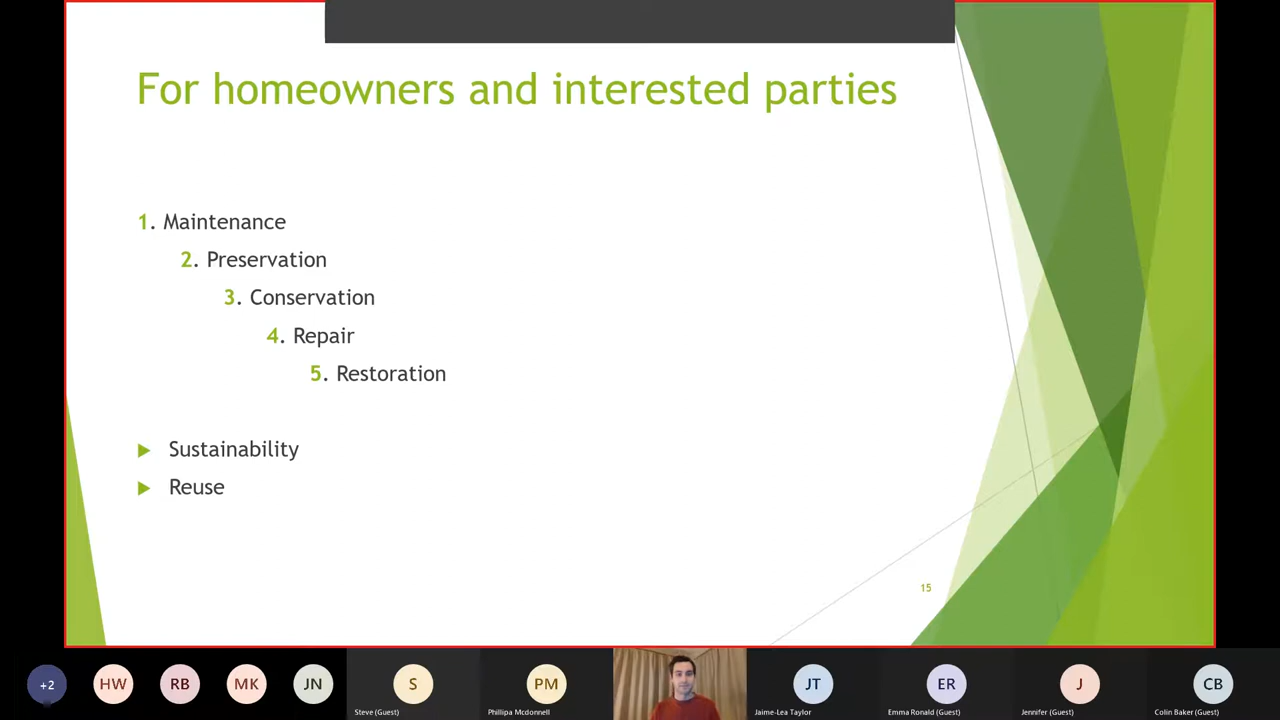 For homeowners and interested parties
1. Maintenance
2. Preservation
3. Conservation
4. Repair
5. Restoration
Sustainability
Reuse
15
+2
HW
RB
MK
JN
S
Steve (Guest)
PM
Phillipa Mcdonnell
JT
Jaime-Lea Taylor
ER
Emma Ronald (Guest)
J
Jennifer (Guest)
CB
Colin Baker (Guest)